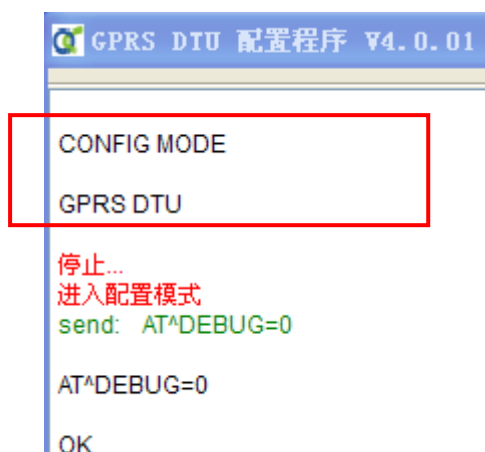 GPRS DTU 配置程序 V4.0.01
CONFIG MODE
GPRS DTU
停止...
进入配置模式
send: AT^DEBUG=0
AT^DEBUG=0
OK